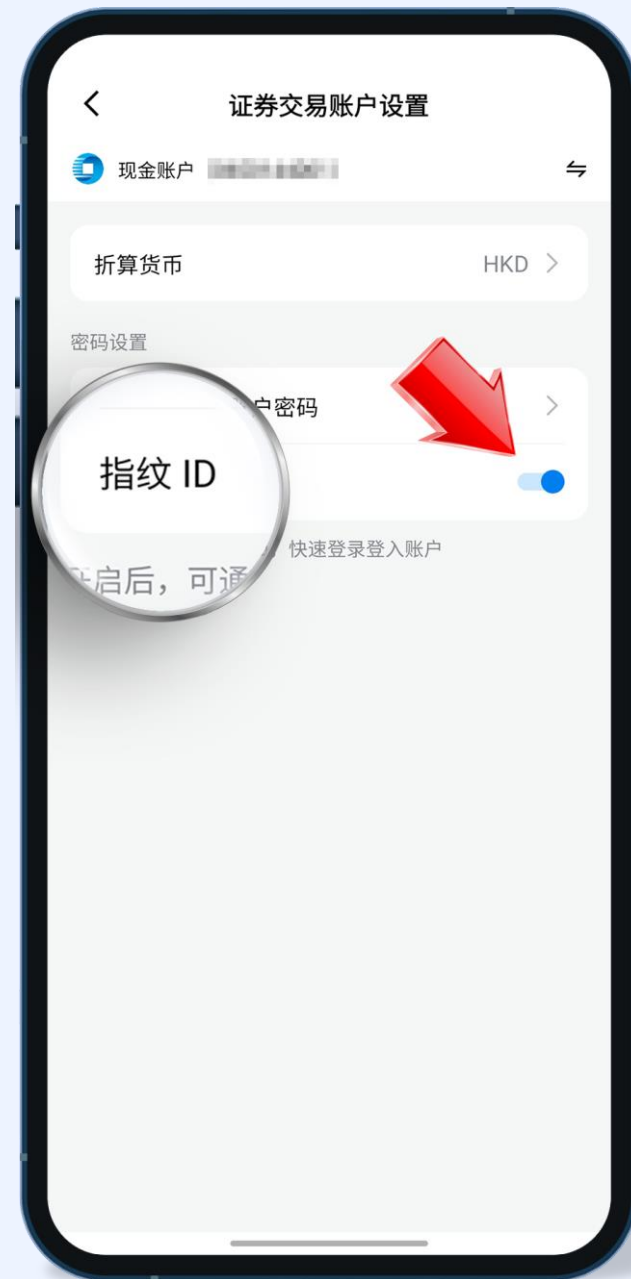 证券交易账户设置
现金账户
折算货币 HKD
密码设置
户密码
指纹 ID
快速登录登入账户
开启后，可通